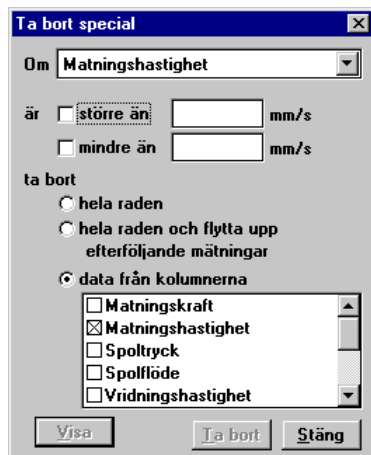 Ta bort special
Om Matningshastighet
är större än mm/s
mindre än mm/s
ta bort
hela raden
hela raden och flytta upp
efterföljande mätningar
data från kolumnerna
Matningskraft
Matningshastighet
Spoltryck
Spolflöde
Vridningshastighet
Visa Ta bort Stäng